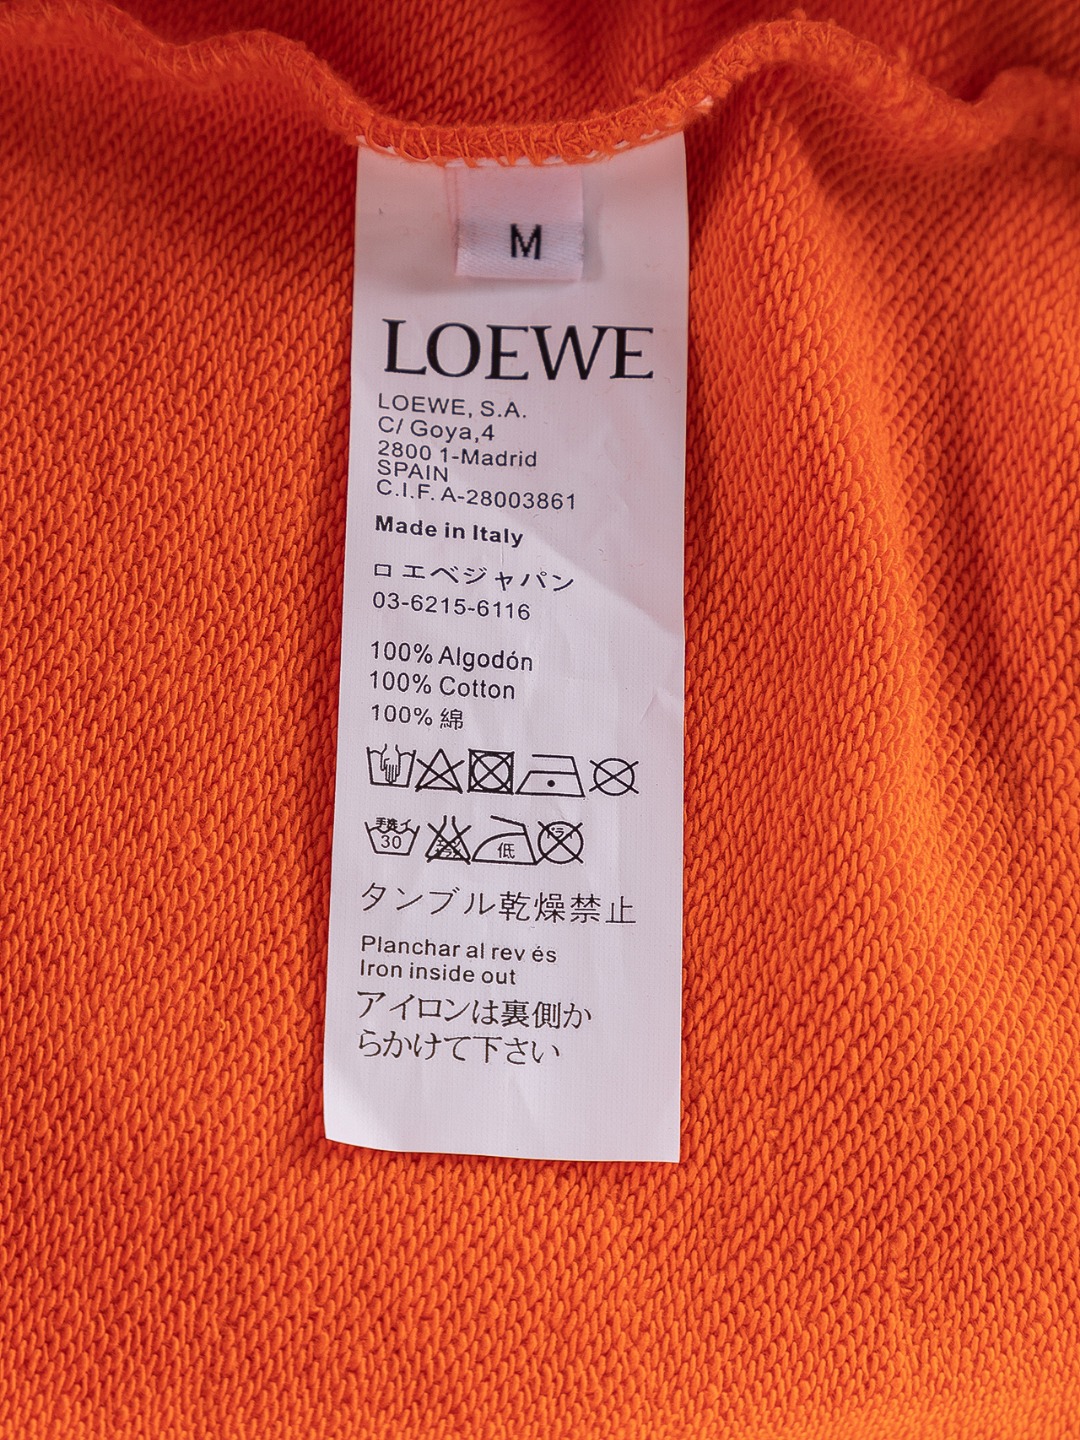 M
LOEWE
LOEWE, S.A.
C/ Goya,4
2800 1-Madrid
SPAIN
C.I.F. A-28003861
Made in Italy
ロエベジャパン
03-6215-6116
100% Algodón
100% Cotton
100% 綿
30
低
タンブル乾燥禁止
Planchar al rev és
Iron inside out
アイロンは裏側か
らかけて下さい